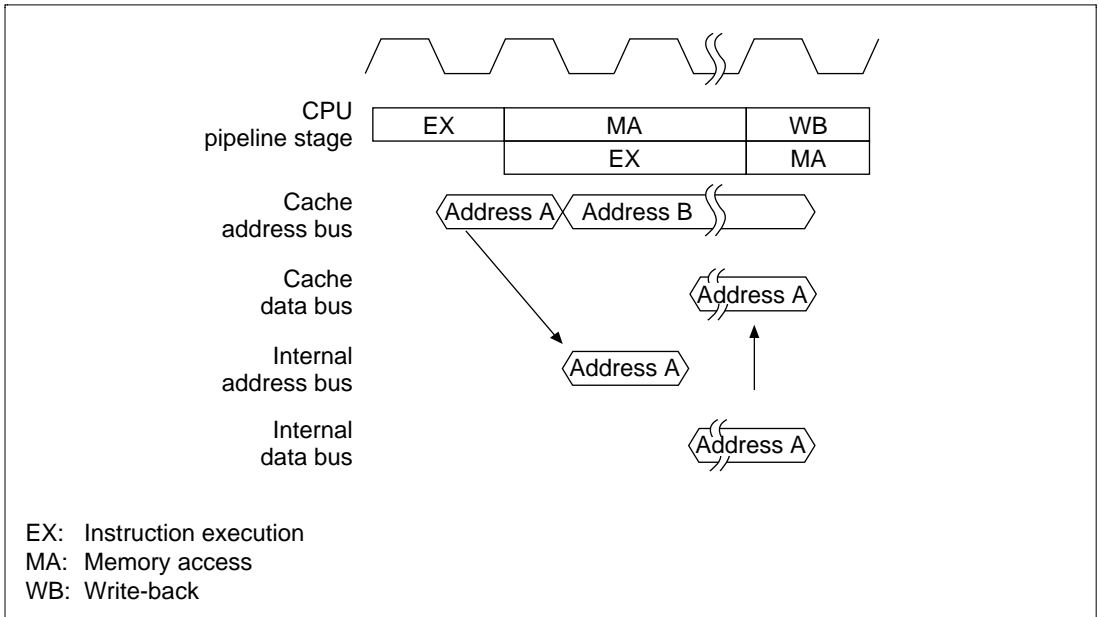 CPU
pipeline stage
EX MA WB
EX MA
Cache
address bus
Address A Address B
Cache
data bus
Address A
Internal
address bus
Address A
Internal
data bus
Address A
EX: Instruction execution
MA: Memory access
WB: Write-back